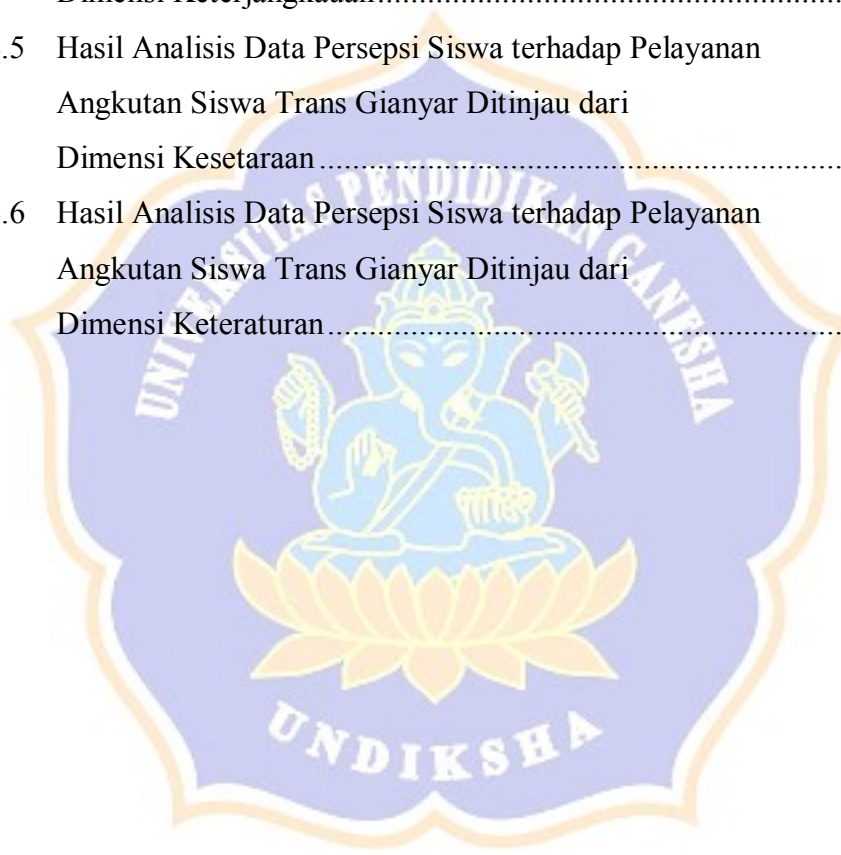 Dimensi Keterjangkauan..........................................................................
.5 Hasil Analisis Data Persepsi Siswa terhadap Pelayanan
Angkutan Siswa Trans Gianyar Ditinjau dari
Dimensi Kesetaraan..................................................................................
.6 Hasil Analisis Data Persepsi Siswa terhadap Pelayanan
Angkutan Siswa Trans Gianyar Ditinjau dari
Dimensi Keteraturan.................................................................................
UNIVERSITAS PENDIDIKAN GANESHA
UNDIKSHA